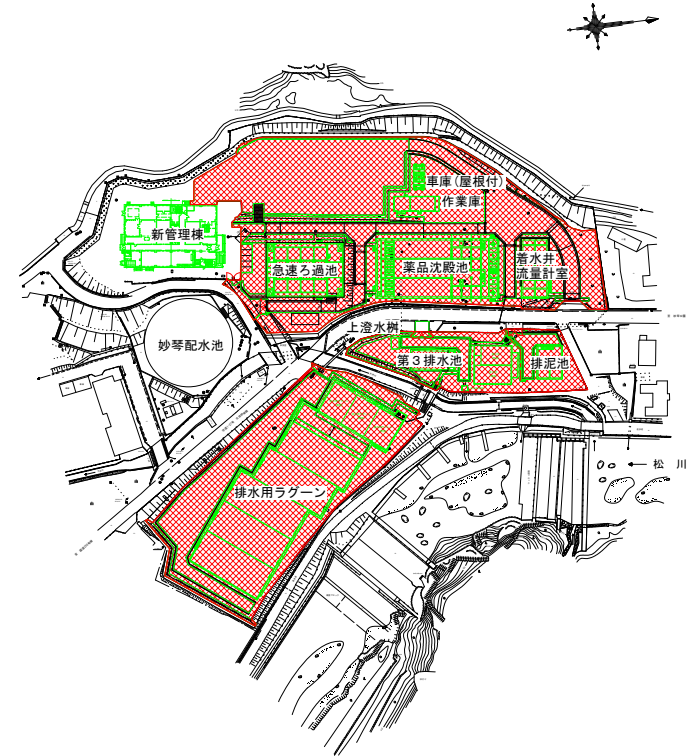 車庫(屋根付)
作業庫
新管理棟
急速ろ過池
薬品沈殿池
着水井
流量計室
上澄水桝
妙琴配水池
第3排水池
排泥池
← 松 川
排水用ラグーン